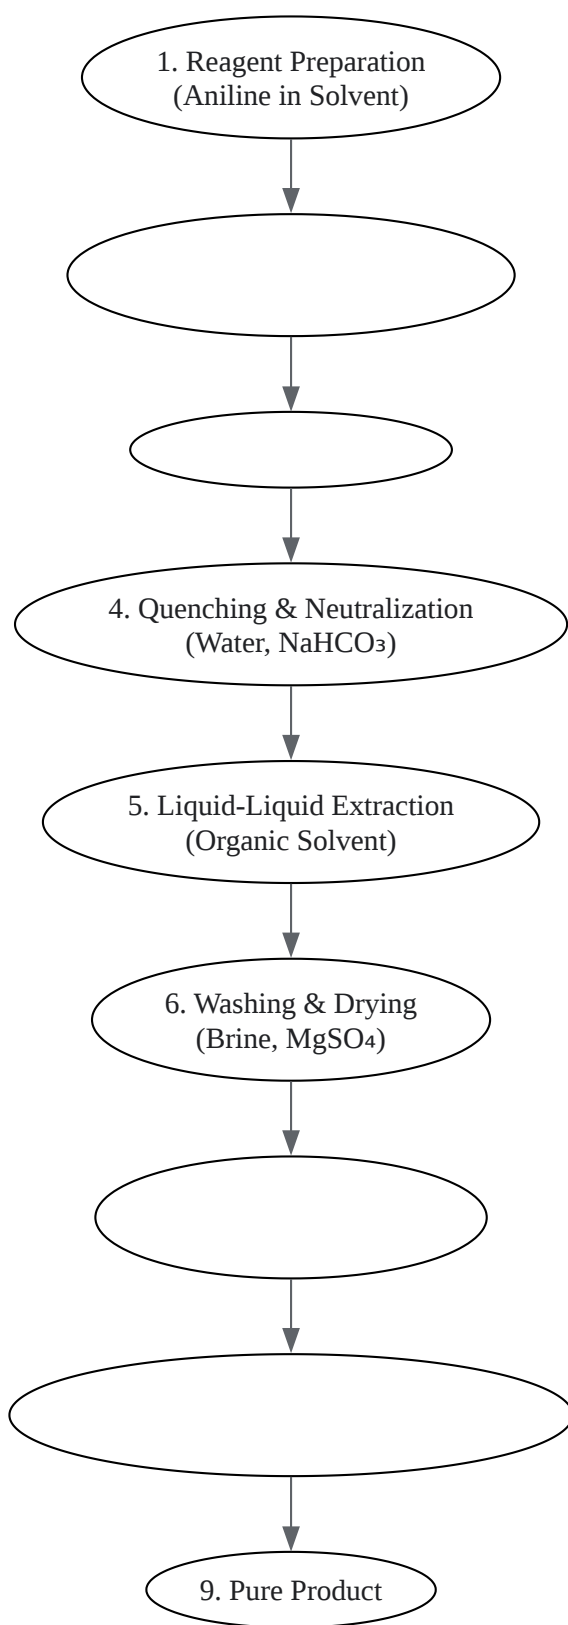 1. Reagent Preparation
(Aniline in Solvent)
4. Quenching & Neutralization
(Water, NaHCO₃)
5. Liquid-Liquid Extraction
(Organic Solvent)
6. Washing & Drying
(Brine, MgSO₄)
9. Pure Product